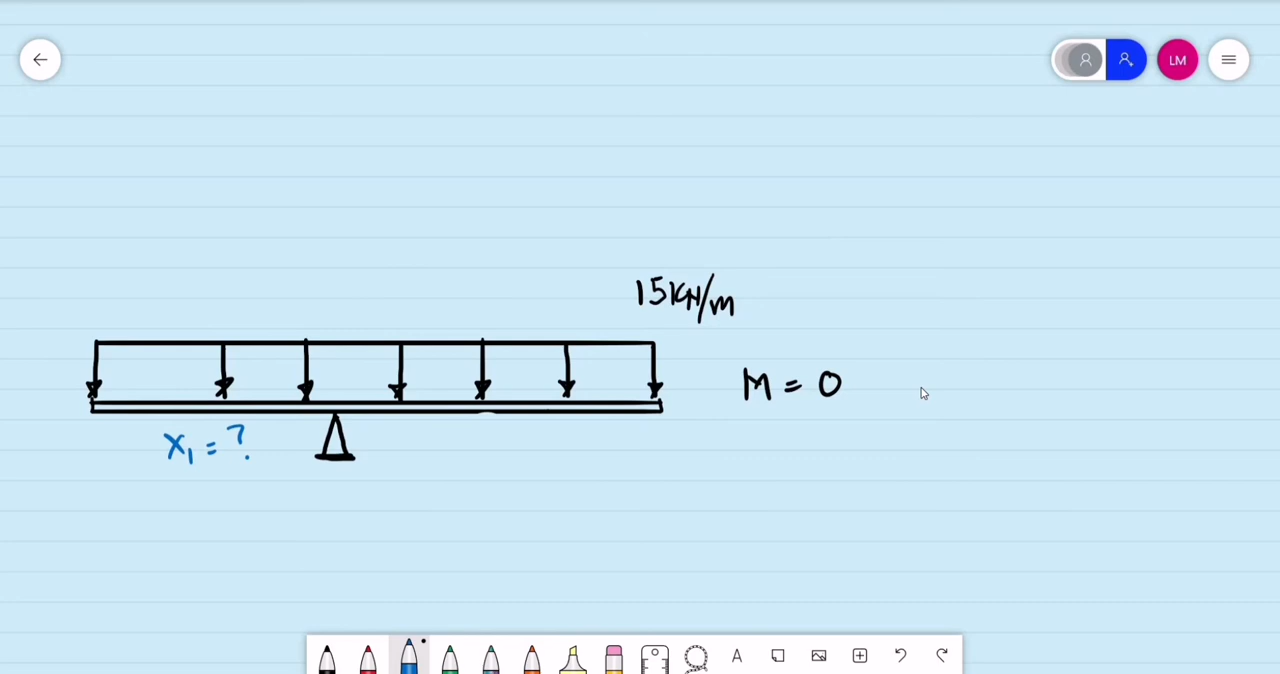 LM
15KN/m
M = 0
x₁ = ?
A